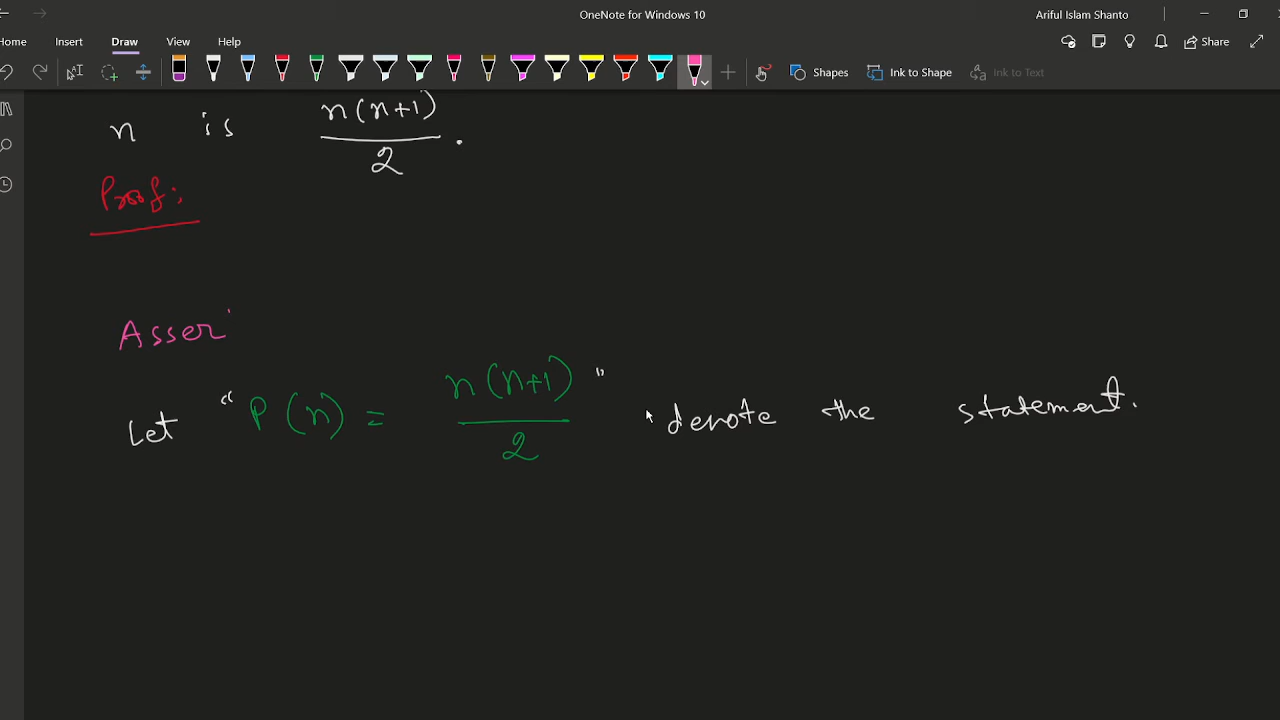 OneNote for Windows 10
Ariful Islam Shanto
Home Insert Draw View Help
Share
Shapes Ink to Shape Ink to Text
n is n(n+1)/2.
Proof:
Asser
Let "P(n) = n(n+1)/2" denote the statement.